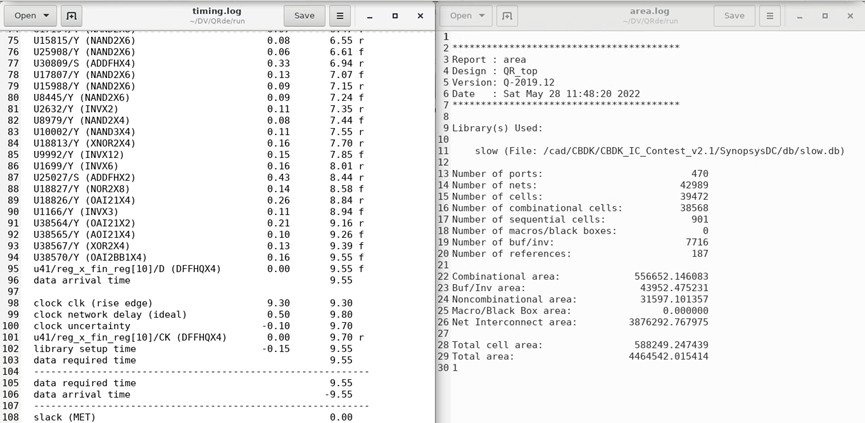 Open
timing.log
~/DV/QRde/run
Save
75 U15815/Y (NAND2X6) 0.08 6.55 r
76 U25908/Y (NAND2X6) 0.06 6.61 f
77 U30809/S (ADDFHX4) 0.33 6.94 r
78 U17807/Y (NAND2X6) 0.13 7.07 f
79 U15988/Y (NAND2X6) 0.09 7.15 r
80 U8445/Y (NAND2X6) 0.09 7.24 f
81 U2632/Y (INVX2) 0.11 7.35 r
82 U8979/Y (NAND2X4) 0.08 7.44 f
83 U10002/Y (NAND3X4) 0.11 7.55 r
84 U18813/Y (XNOR2X4) 0.16 7.70 f
85 U9992/Y (INVX12) 0.15 7.85 f
86 U1699/Y (INVX6) 0.16 8.01 r
87 U25027/S (ADDFHX2) 0.43 8.44 r
88 U18827/Y (NOR2X8) 0.14 8.58 f
89 U18826/Y (OAI21X4) 0.26 8.84 r
90 U1166/Y (INVX3) 0.11 8.94 f
91 U38564/Y (OAI21X2) 0.21 9.16 r
92 U38565/Y (AOI21X4) 0.10 9.26 f
93 U38567/Y (XOR2X4) 0.13 9.39 f
94 U38570/Y (OAI2BB1X4) 0.16 9.55 f
95 u41/reg_x_fin_reg[10]/D (DFFHQX4) 0.00 9.55 f
96 data arrival time 9.55
97
98 clock clk (rise edge) 9.30 9.30
99 clock network delay (ideal) 0.50 9.80
100 clock uncertainty -0.10 9.70
101 u41/reg_x_fin_reg[10]/CK (DFFHQX4) 0.00 9.70 r
102 library setup time -0.15 9.55
103 data required time 9.55
104 -----------------------------------------------------------
105 data required time 9.55
106 data arrival time -9.55
107 -----------------------------------------------------------
108 slack (MET) 0.00
Open
area.log
~/DV/QRde/run
Save
1
2 ****************************************
3 Report : area
4 Design : QR_top
5 Version: Q-2019.12
6 Date : Sat May 28 11:48:20 2022
7 ****************************************
8
9 Library(s) Used:
10
11 slow (File: /cad/CBDK/CBDK_IC_Contest_v2.1/SynopsysDC/db/slow.db)
12
13 Number of ports: 470
14 Number of nets: 42989
15 Number of cells: 39472
16 Number of combinational cells: 38568
17 Number of sequential cells: 901
18 Number of macros/black boxes: 0
19 Number of buf/inv: 7716
20 Number of references: 187
21
22 Combinational area: 556652.146083
23 Buf/Inv area: 43952.475231
24 Noncombinational area: 31597.101357
25 Macro/Black Box area: 0.000000
26 Net Interconnect area: 3876292.767975
27
28 Total cell area: 588249.247439
29 Total area: 4464542.015414
30 1